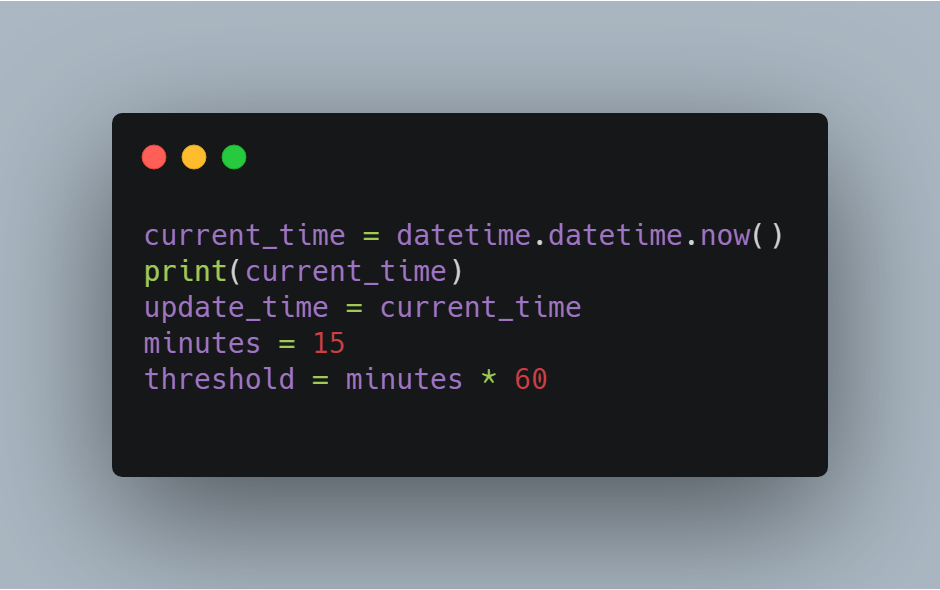 current_time = datetime.datetime.now()
print(current_time)
update_time = current_time
minutes = 15
threshold = minutes * 60